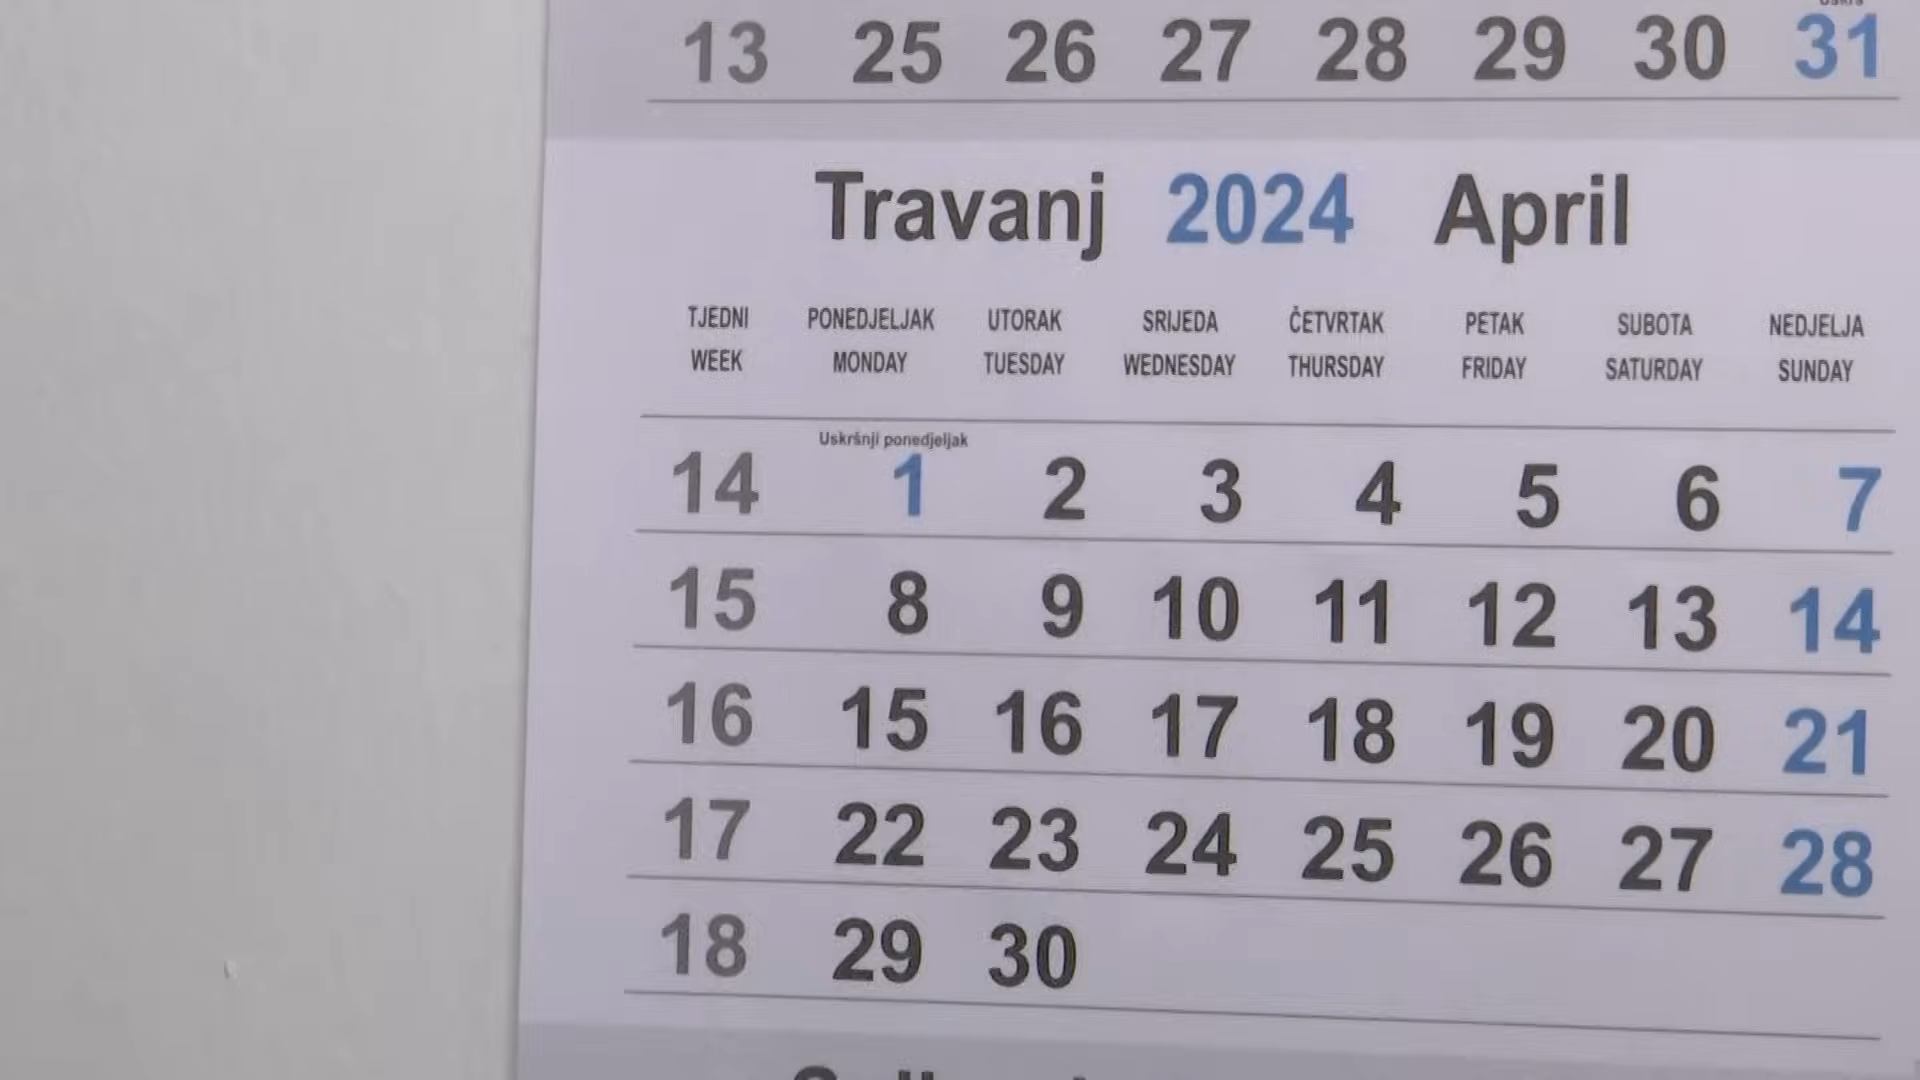 Uskrs
13 25 26 27 28 29 30 31
Travanj 2024 April
TJEDNI PONEDJELJAK UTORAK SRIJEDA ČETVRTAK PETAK SUBOTA NEDJELJA
WEEK MONDAY TUESDAY WEDNESDAY THURSDAY FRIDAY SATURDAY SUNDAY
Uskršnji ponedjeljak
14 1 2 3 4 5 6 7
15 8 9 10 11 12 13 14
16 15 16 17 18 19 20 21
17 22 23 24 25 26 27 28
18 29 30